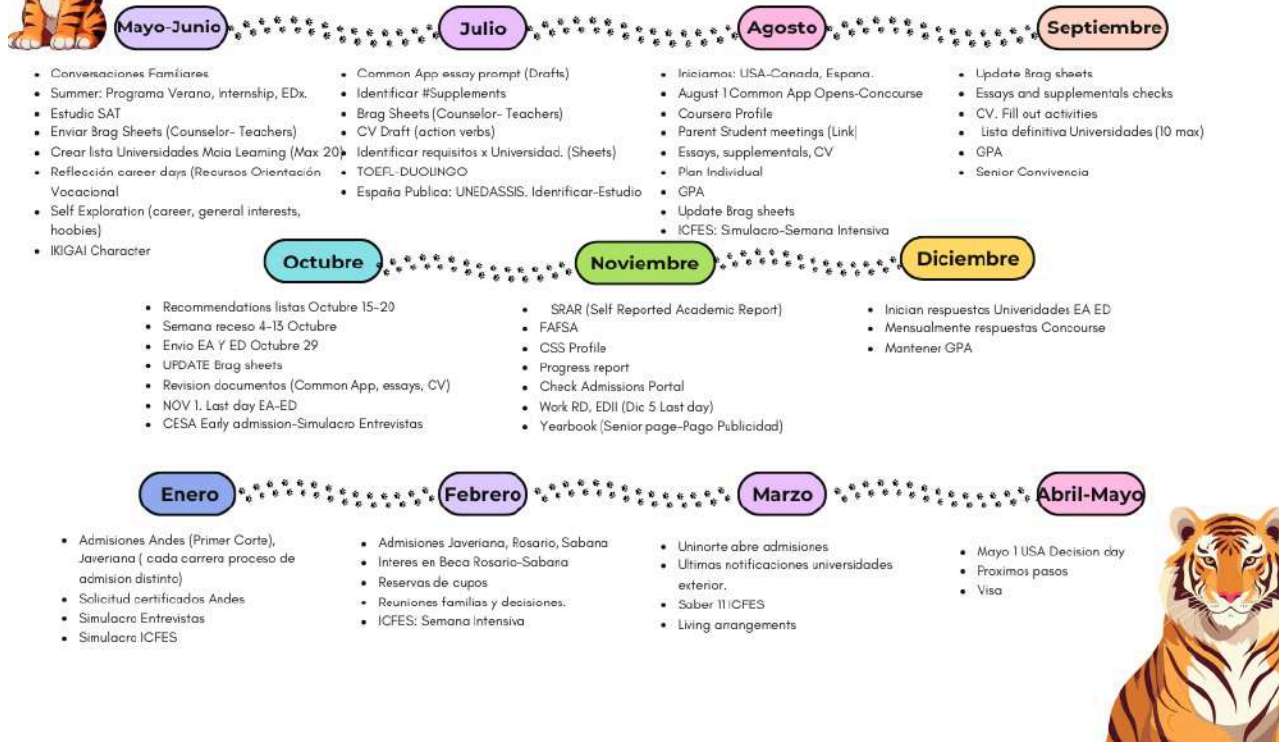 Mayo-Junio
Conversaciones Familiares
Summer: Programa Verano, Internship, EDx.
Estudio SAT
Enviar Brag Sheets (Counselor- Teachers)
Crear lista Universidades Maia Learning (Max 20)
Reflección career days (Recursos Orientación
Vocacional
Self Exploration (career, general interests,
hoobies)
IKIGAI Character
Julio
Common App essay prompt (Drafts)
Identificar #Supplements
Brag Sheets (Counselor- Teachers)
CV Draft (action verbs)
Identificar requisitos x Universidad. (Sheets)
TOEFL-DUOLINGO
España Publica: UNEDASSIS. Identificar-Estudio
Agosto
Iniciamos: USA-Canada, Espana.
August 1 Common App Opens-Concourse
Coursera Profile
Parent Student meetings (Link)
Essays, supplementals, CV
Plan Individual
GPA
Update Brag sheets
ICFES: Simulacro-Semana Intensiva
Septiembre
Update Brag sheets
Essays and supplementals checks
CV. Fill out activities
Lista definitiva Universidades (10 max)
GPA
Senior Convivencia
Octubre
Recommendations listas Octubre 15-20
Semana receso 4-13 Octubre
Envio EA Y ED Octubre 29
UPDATE Brag sheets
Revision documentos (Common App, essays, CV)
NOV 1. Last day EA-ED
CESA Early admission-Simulacro Entrevistas
Noviembre
SRAR (Self Reported Academic Report)
FAFSA
CSS Profile
Progress report
Check Admissions Portal
Work RD, EDII (Dic 5 Last day)
Yearbook (Senior page-Pago Publicidad)
Diciembre
Inician respuestas Univeridades EA ED
Mensualmente respuestas Concourse
Mantener GPA
Enero
Admisiones Andes (Primer Corte),
Javeriana ( cada carrera proceso de
admision distinto)
Solicitud certificados Andes
Simulacro Entrevistas
Simulacro ICFES
Febrero
Admisiones Javeriana, Rosario, Sabana
Interes en Beca Rosario-Sabana
Reservas de cupos
Reuniones familias y decisiones.
ICFES: Semana Intensiva
Marzo
Uninorte abre admisiones
Ultimas notificaciones universidades
exterior.
Saber 11 ICFES
Living arrangements
Abril-Mayo
Mayo 1 USA Decision day
Proximos pasos
Visa